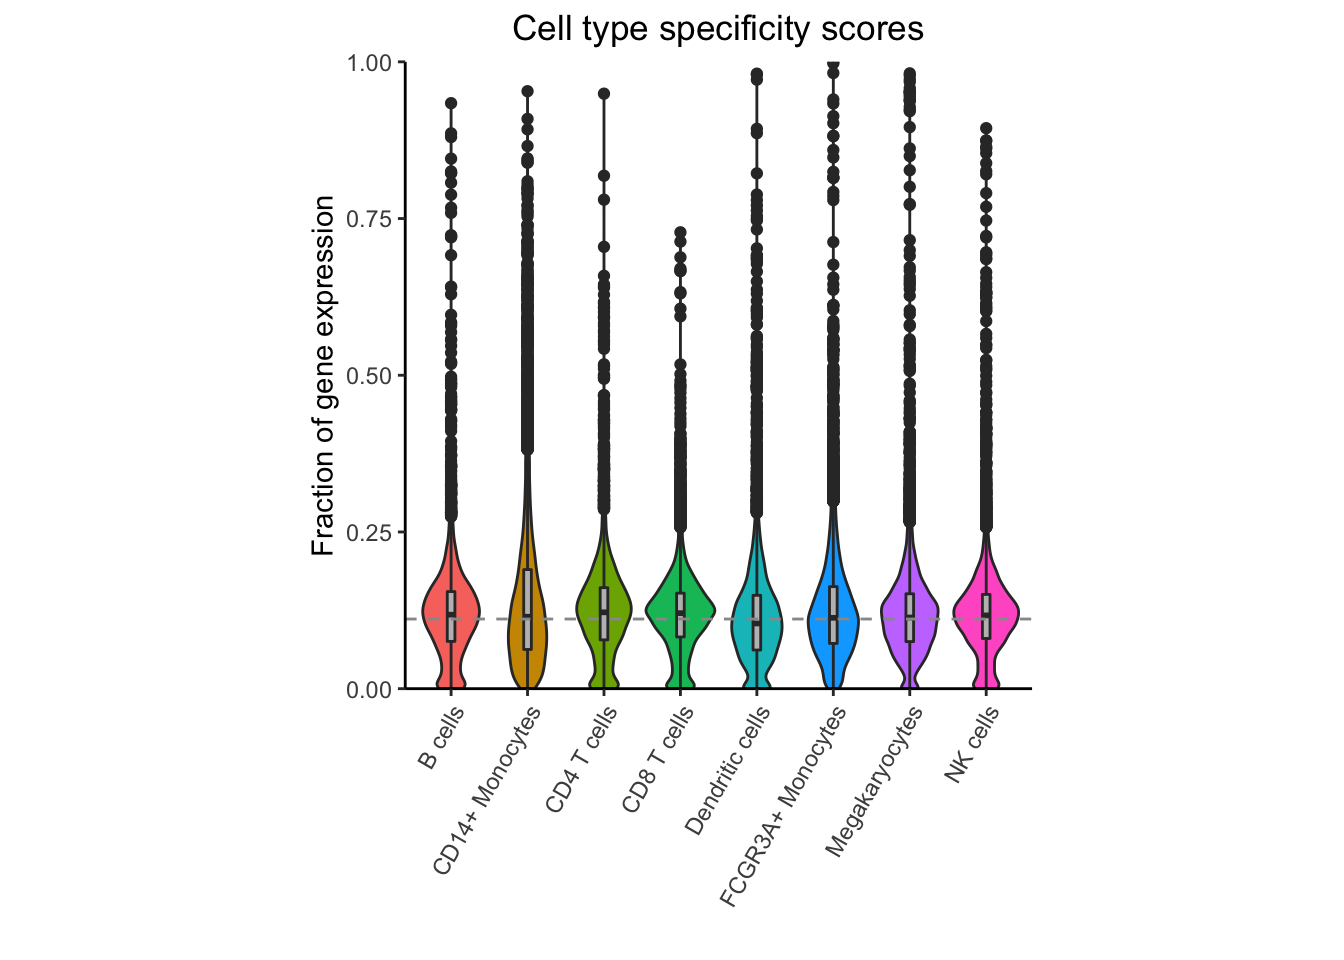 Cell type specificity scores
Fraction of gene expression
1.00
0.75
0.50
0.25
0.00
B cells
CD14+ Monocytes
CD4 T cells
CD8 T cells
Dendritic cells
FCGR3A+ Monocytes
Megakaryocytes
NK cells